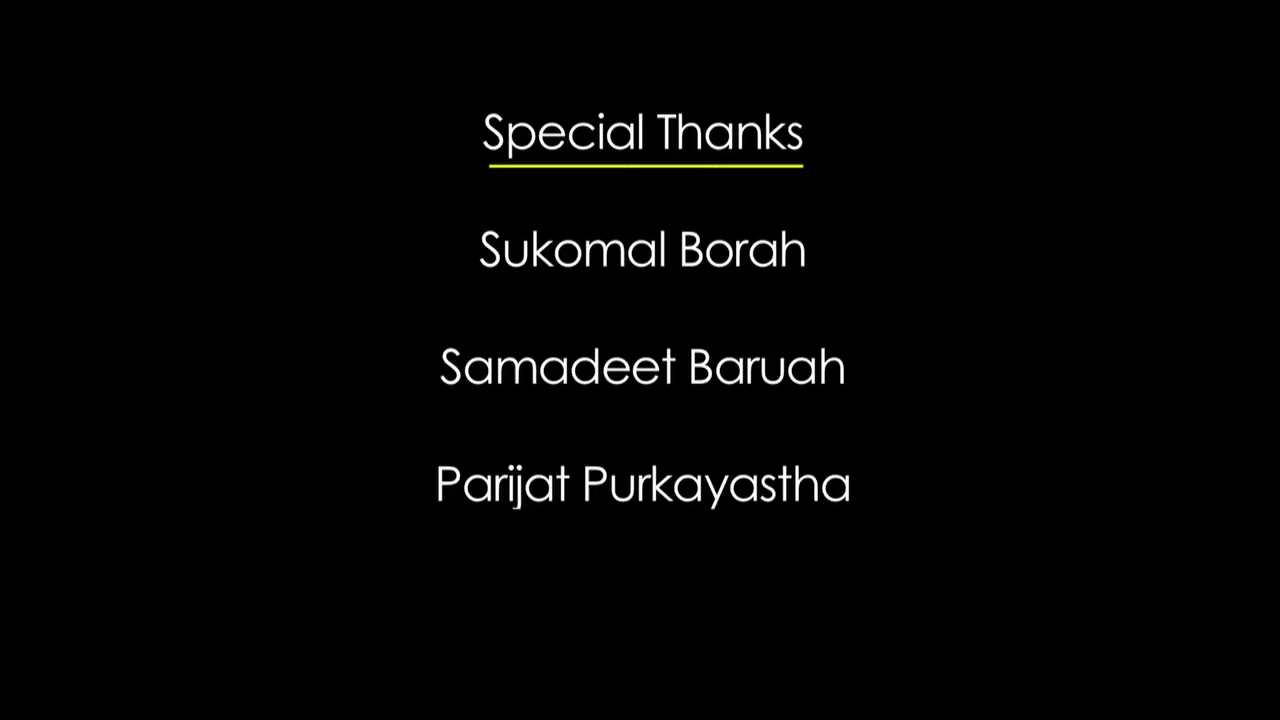 Special Thanks
Sukomal Borah
Samadeet Baruah
Parijat Purkayastha